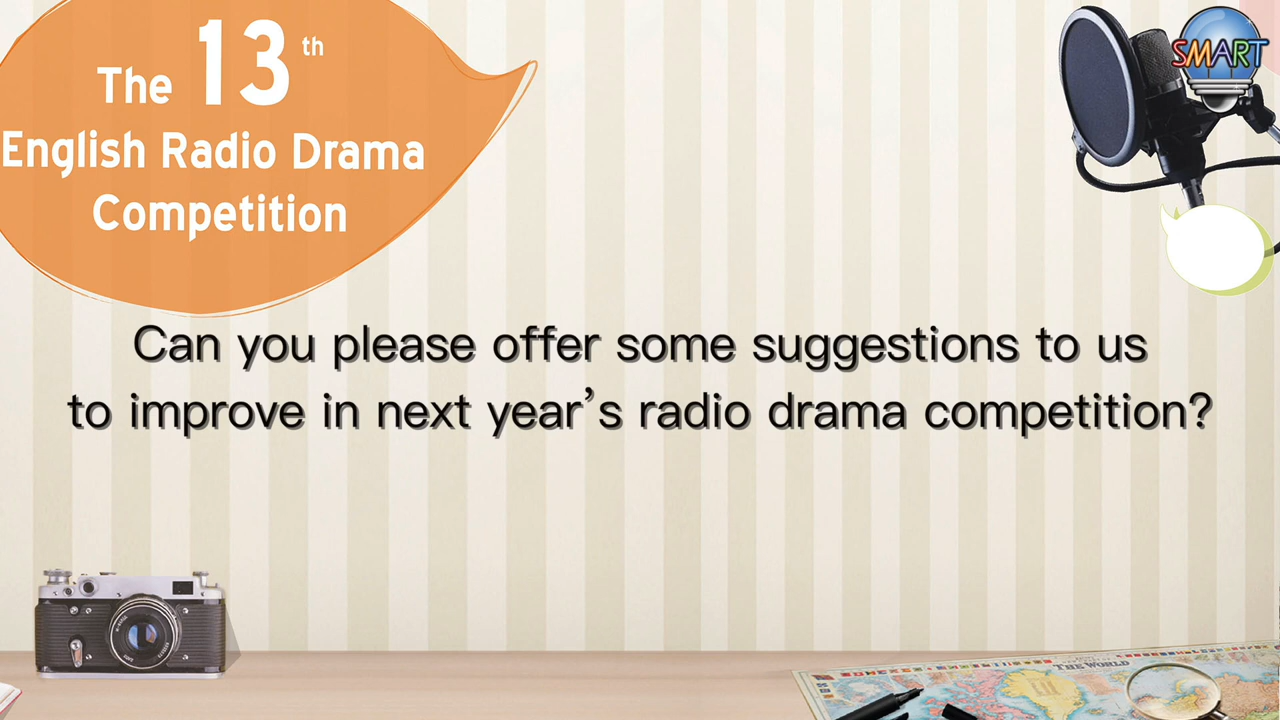 The 13th
English Radio Drama
Competition
SMART
Can you please offer some suggestions to us
to improve in next year's radio drama competition?
THE WORLD